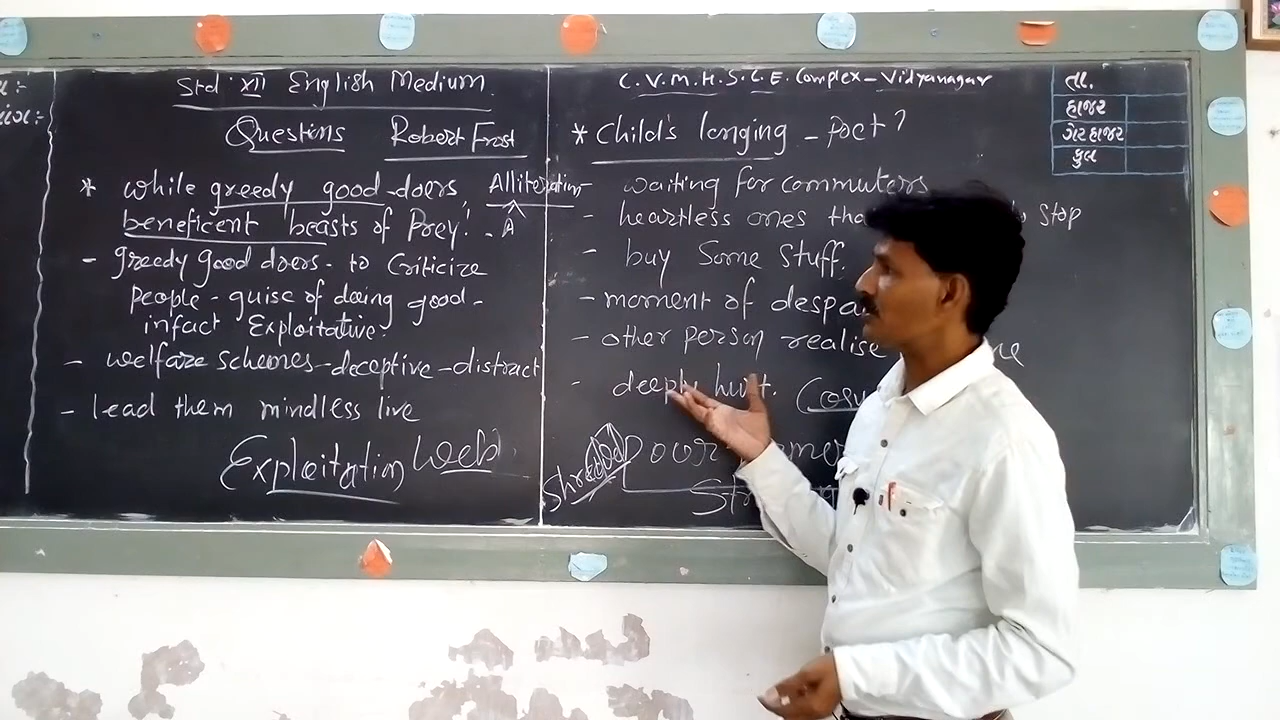 Std XII English Medium
Questions Robert Frost
* while greedy good-doers, Alliteration
beneficent beasts of Prey! - A
- greedy good doers - to Criticize
People - guise of doing good -
infact Exploitative.
- welfare schemes - deceptive - distract
- lead them mindless live
Exploitation Web
C.V.M.H.S.C.E. Complex - Vidyanagar
* Child's longing - Poet?
- waiting for commuters
- heartless ones tha stop
- buy Some Stuff.
- moment of despa
- other person realise
- deeply hurt.
Shredded
તા.
હાજર
ગેરહાજર
કુલ